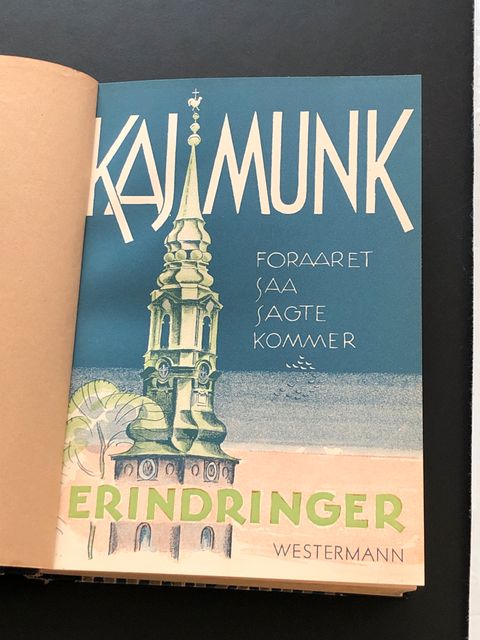 KAJ MUNK
FORAARET
SAA
SAGTE
KOMMER
ERINDRINGER
WESTERMANN